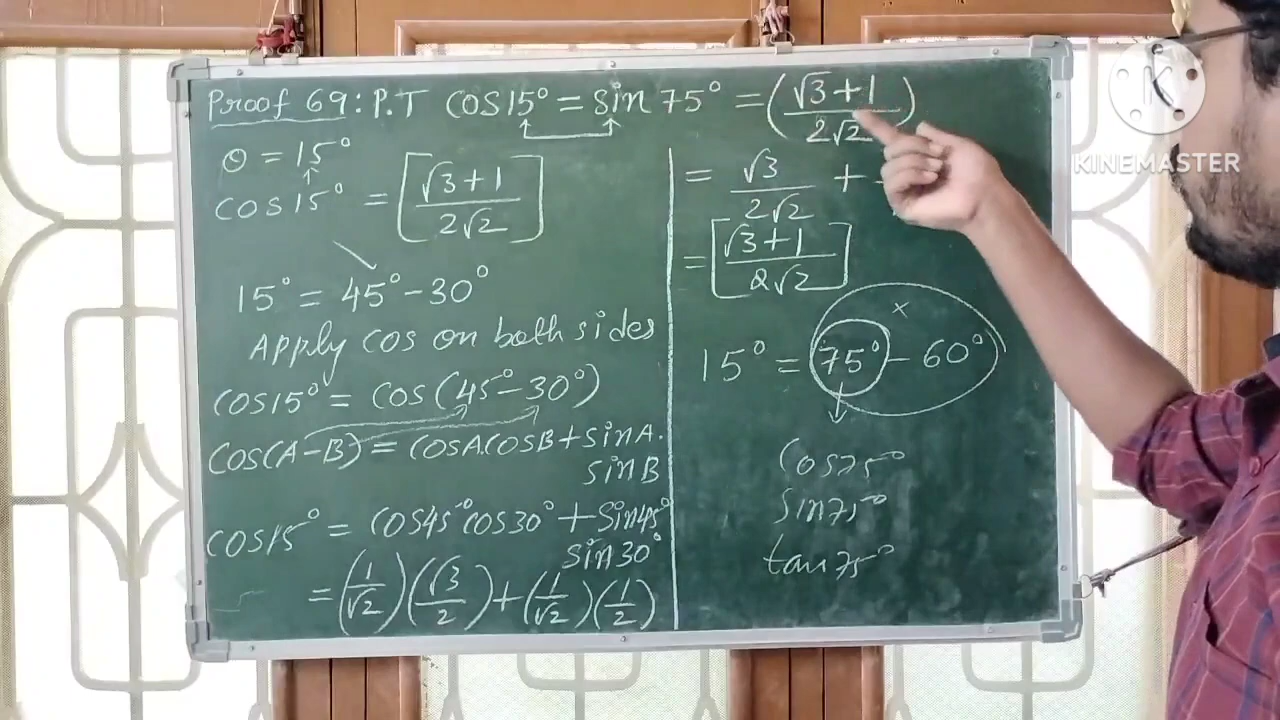 Proof 69: P.T COS15° = sin 75° = (√3+1 / 2√2)
θ = 15°
COS15° = [√3+1 / 2√2]
15° = 45° - 30°
Apply cos on both sides
COS15° = Cos(45° - 30°)
Cos(A-B) = COSA.COSB + sinA.
sinB
COS15° = COS45° COS30° + Sin45°
sin30°
= (1/√2)(√3/2) + (1/√2)(1/2)
= √3 / 2√2 +
= [√3+1 / 2√2]
×
15° = 75° - 60°
Cos75°
Sin75°
tan75°
K
KINEMASTER